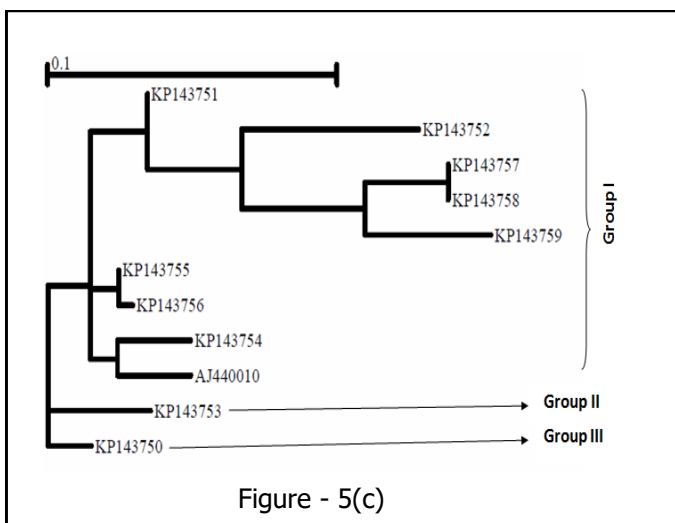 0.1
KP143751
KP143752
KP143757
KP143758
KP143759
Group I
KP143755
KP143756
KP143754
AJ440010
KP143753
Group II
KP143750
Group III
Figure - 5(c)